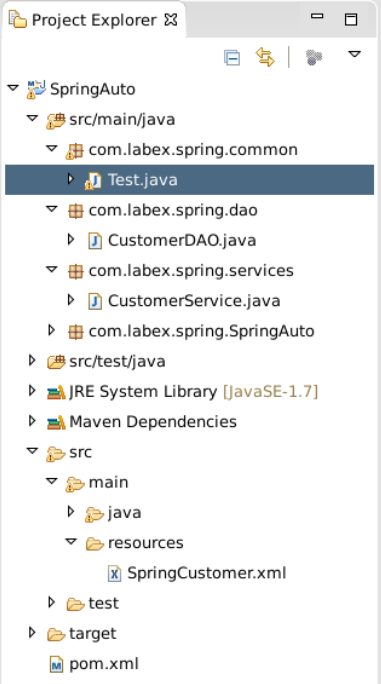 Project Explorer
SpringAuto
src/main/java
com.labex.spring.common
Test.java
com.labex.spring.dao
CustomerDAO.java
com.labex.spring.services
CustomerService.java
com.labex.spring.SpringAuto
src/test/java
JRE System Library [JavaSE-1.7]
Maven Dependencies
src
main
java
resources
SpringCustomer.xml
test
target
pom.xml